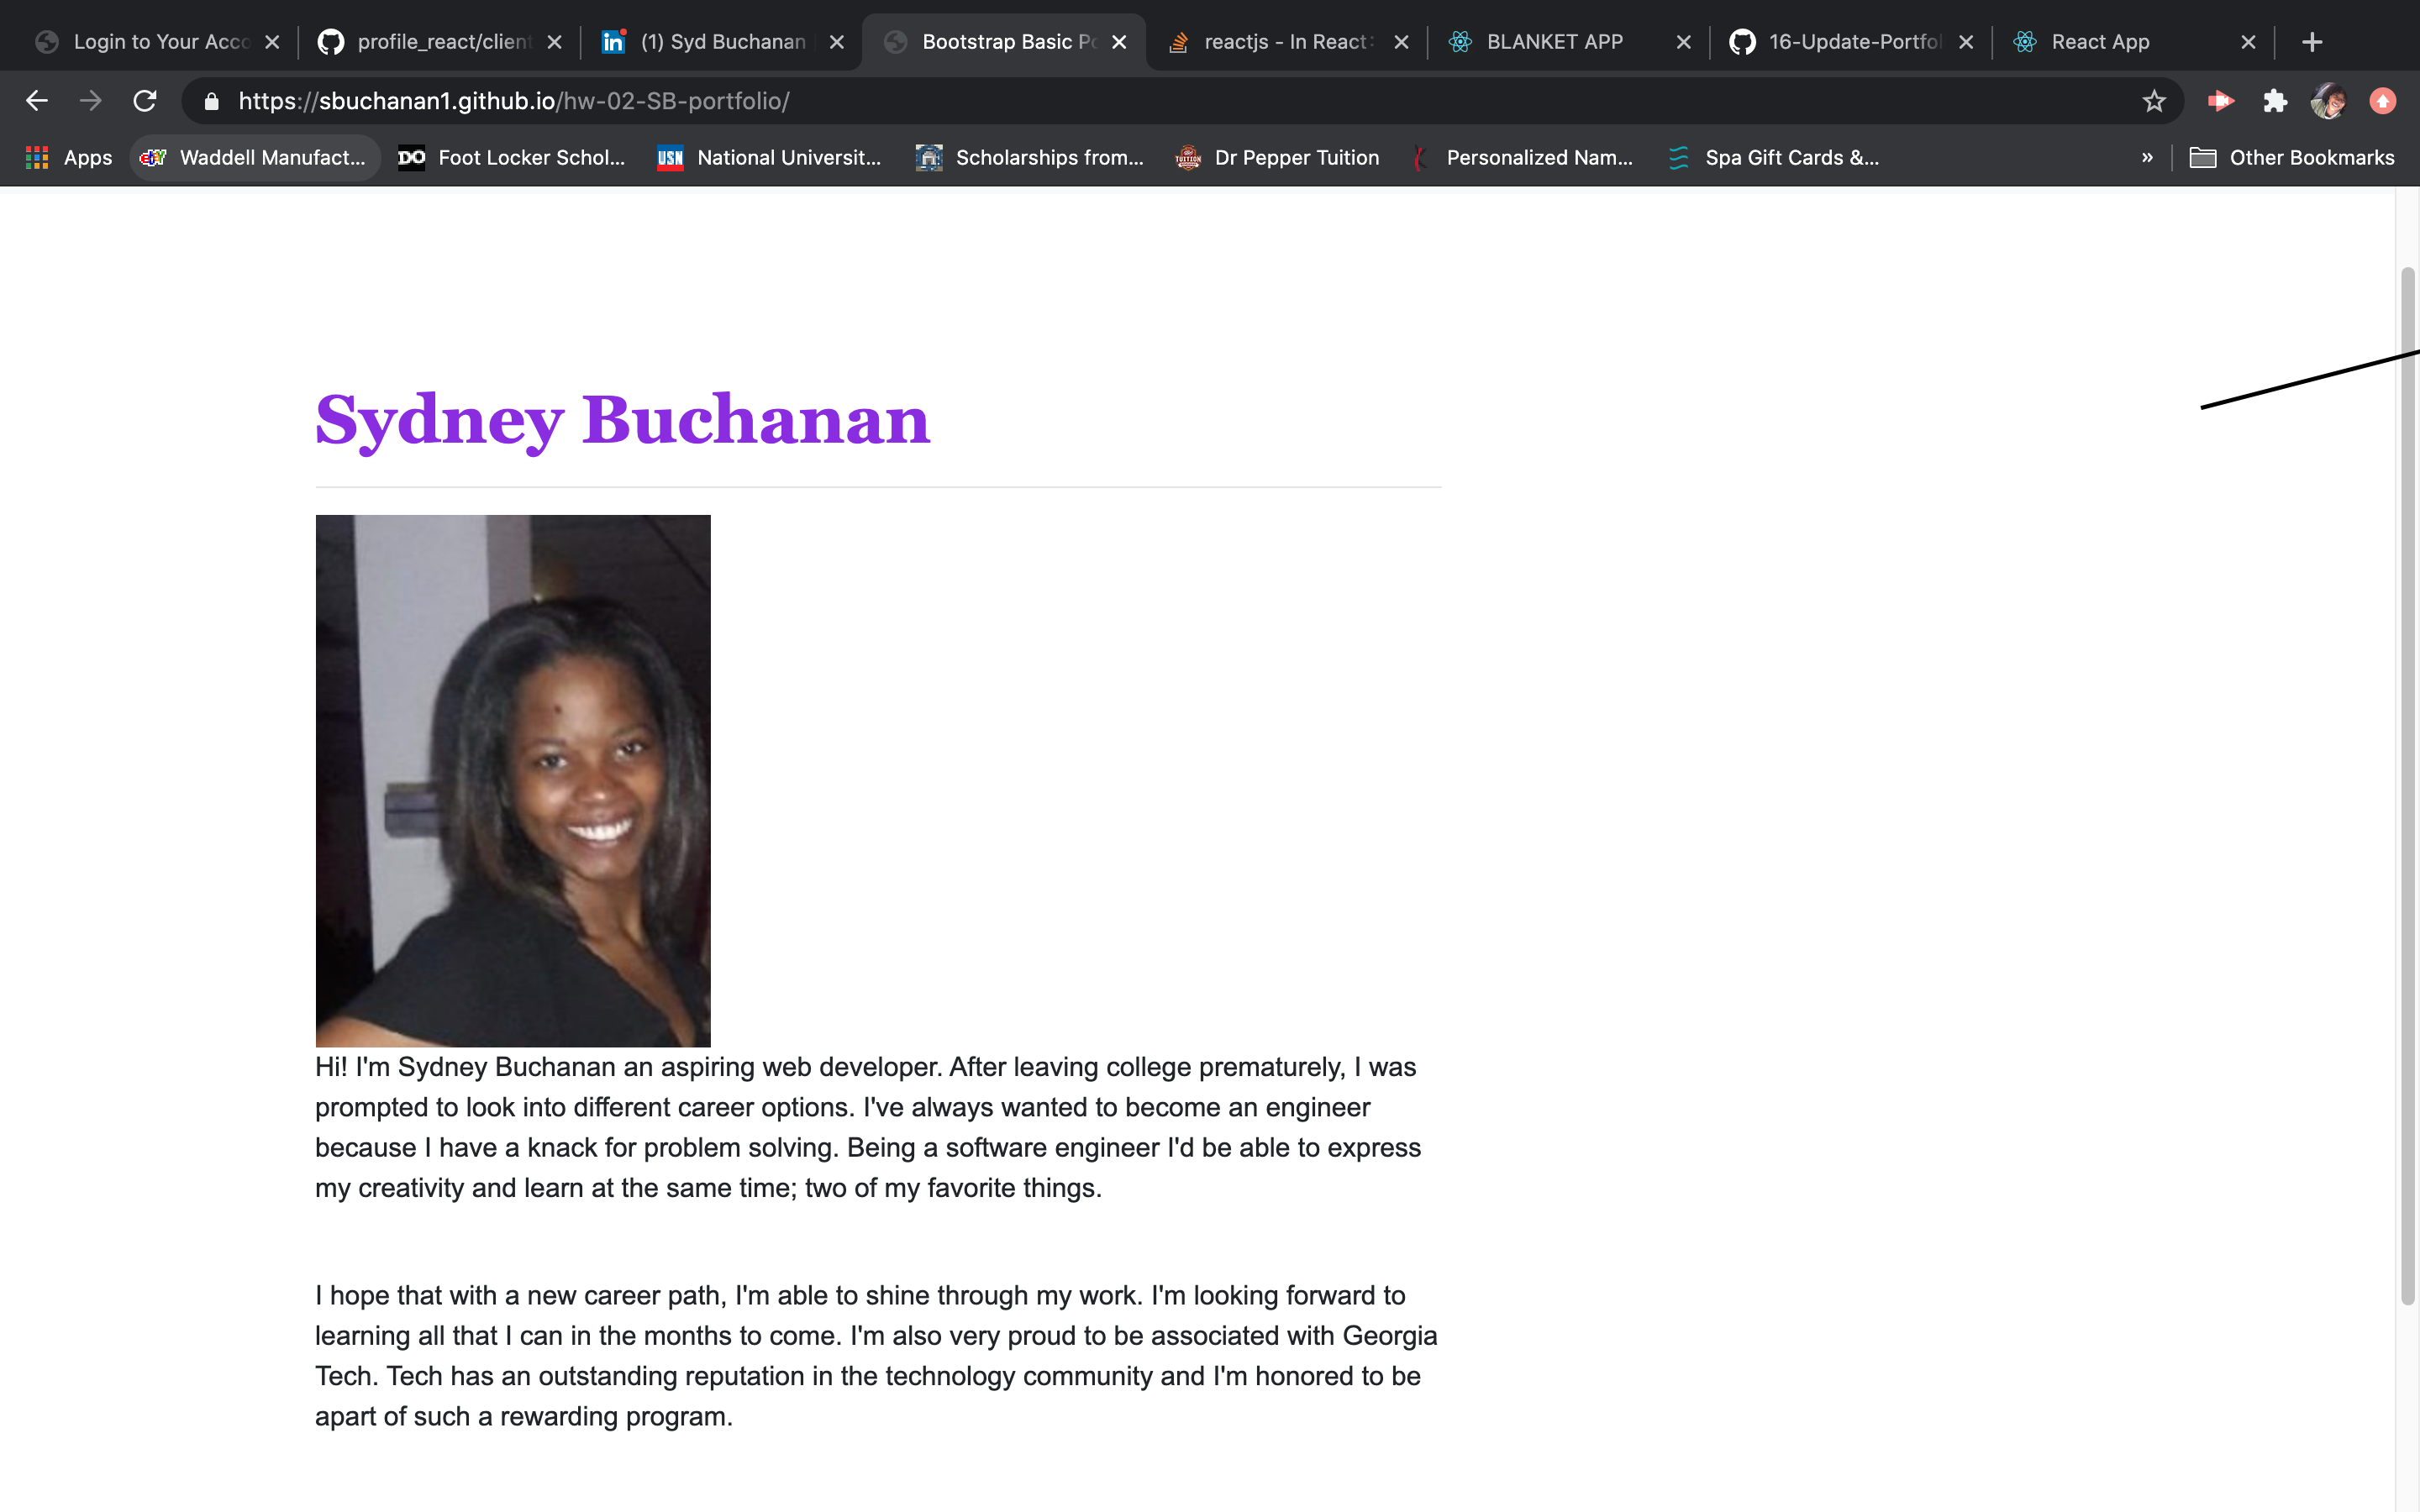 Login to Your Acco
profile_react/client
(1) Syd Buchanan
Bootstrap Basic Po
reactjs - In React
BLANKET APP
16-Update-Portfol
React App
https://sbuchanan1.github.io/hw-02-SB-portfolio/
Apps
Waddell Manufact...
DO
Foot Locker Schol...
USN
National Universit...
Scholarships from...
TUITION
Dr Pepper Tuition
Personalized Nam...
Spa Gift Cards &...
»
Other Bookmarks
Sydney Buchanan
Hi! I'm Sydney Buchanan an aspiring web developer. After leaving college prematurely, I was
prompted to look into different career options. I've always wanted to become an engineer
because I have a knack for problem solving. Being a software engineer I'd be able to express
my creativity and learn at the same time; two of my favorite things.
I hope that with a new career path, I'm able to shine through my work. I'm looking forward to
learning all that I can in the months to come. I'm also very proud to be associated with Georgia
Tech. Tech has an outstanding reputation in the technology community and I'm honored to be
apart of such a rewarding program.